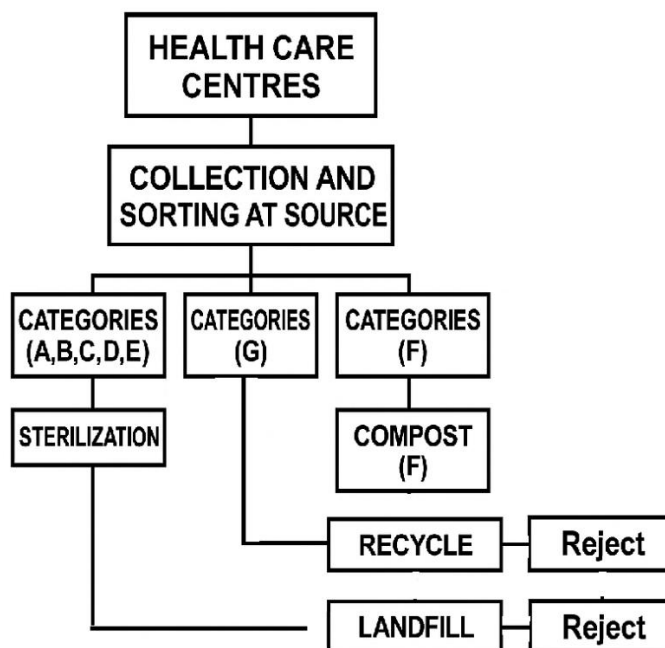 HEALTH CARE
CENTRES
COLLECTION AND
SORTING AT SOURCE
CATEGORIES
(A,B,C,D,E)
CATEGORIES
(G)
CATEGORIES
(F)
STERILIZATION
COMPOST
(F)
RECYCLE
Reject
LANDFILL
Reject